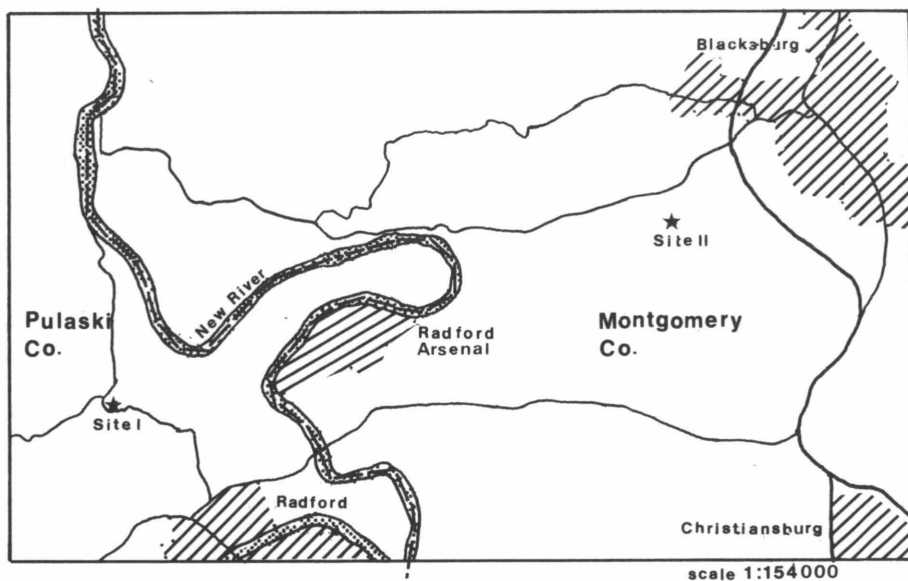 Blacksburg
Site II
New River
Pulaski
Co.
Radford
Arsenal
Montgomery
Co.
Site I
Radford
Christiansburg
scale 1:154000